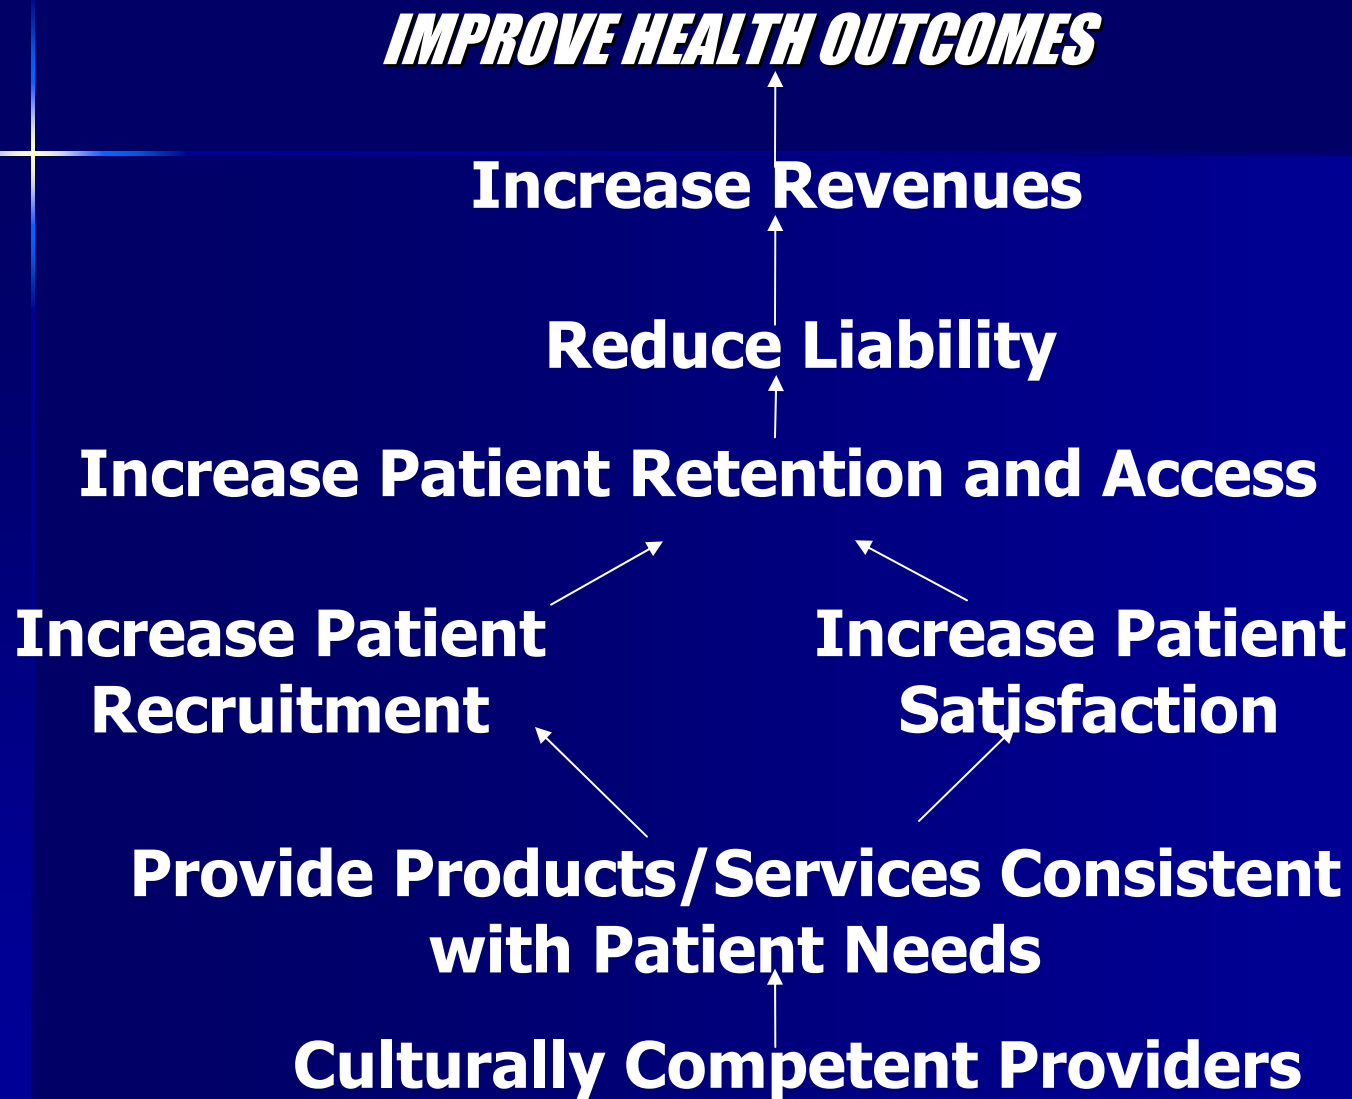 IMPROVE HEALTH OUTCOMES
Increase Revenues
Reduce Liability
Increase Patient Retention and Access
Increase Patient
Recruitment
Increase Patient
Satisfaction
Provide Products/Services Consistent
with Patient Needs
Culturally Competent Providers